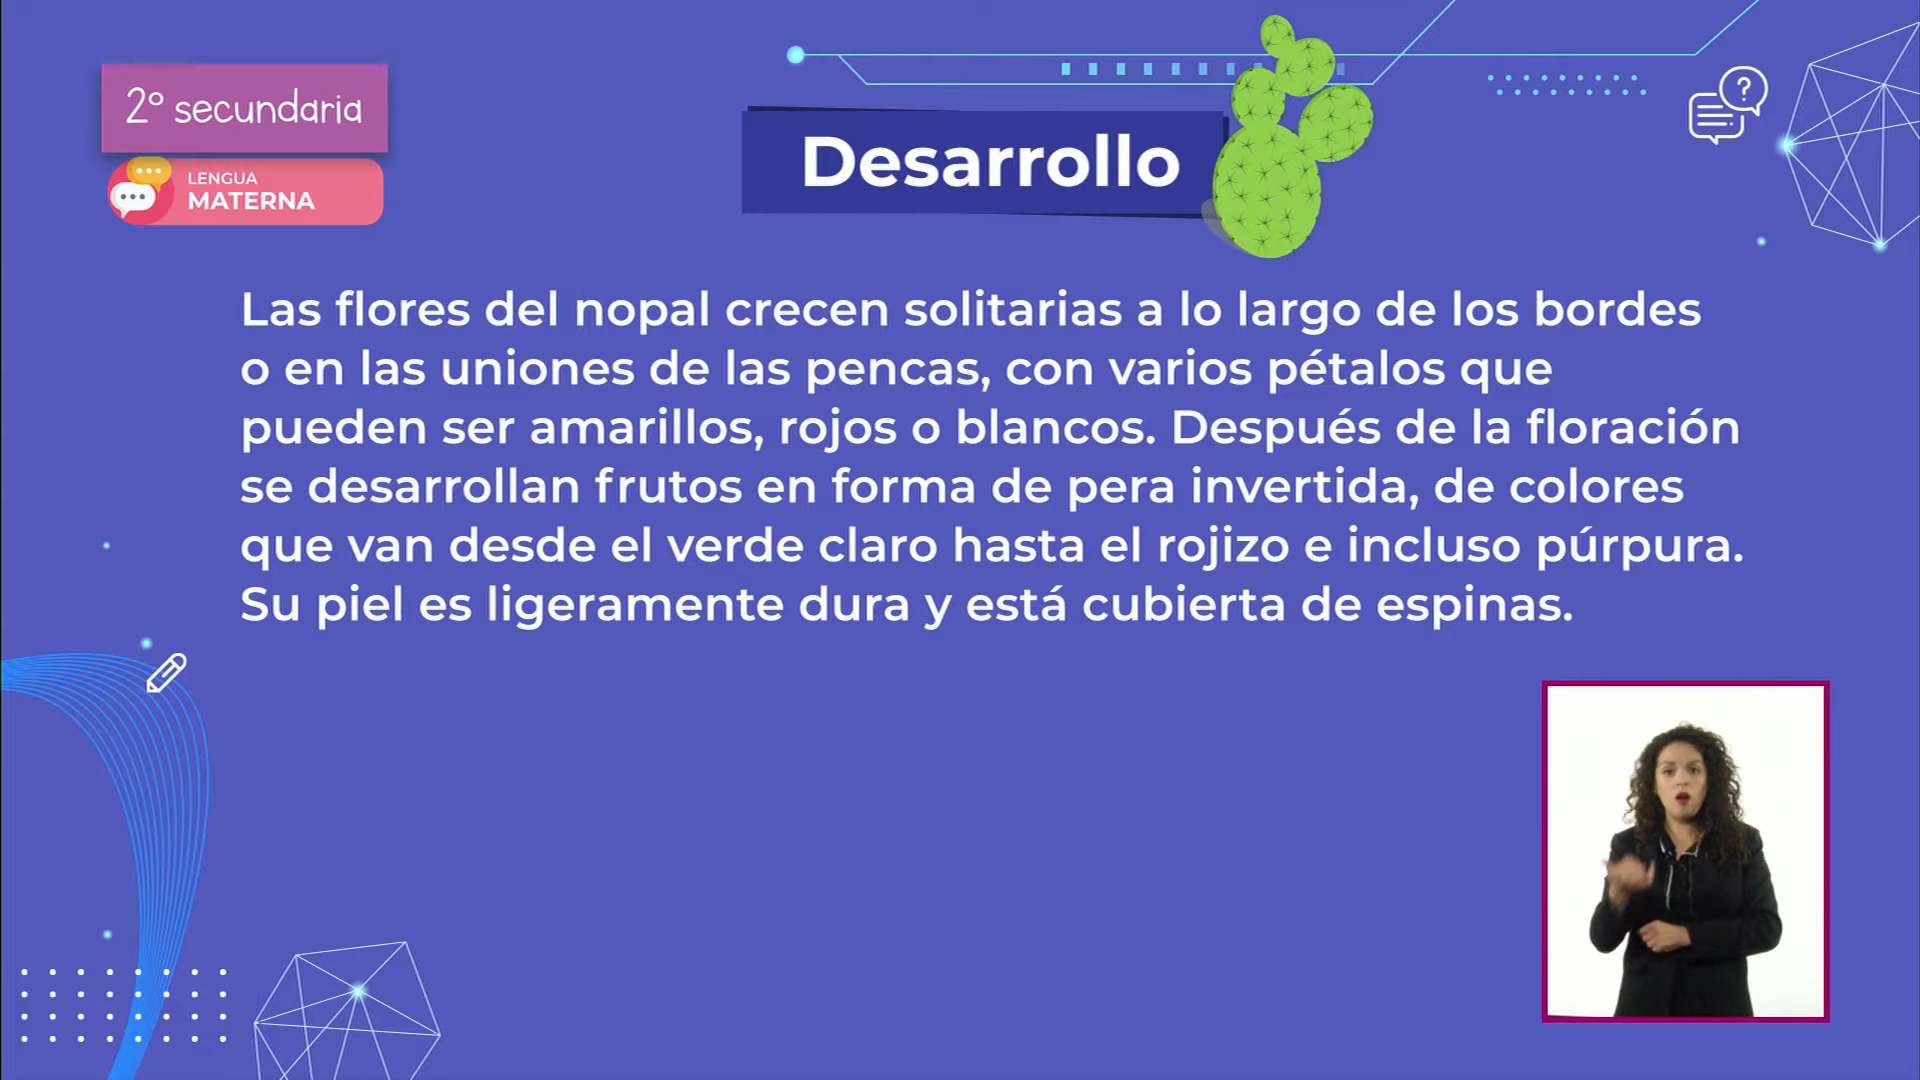 2° secundaria
LENGUA
MATERNA
Desarrollo
?
Las flores del nopal crecen solitarias a lo largo de los bordes
o en las uniones de las pencas, con varios pétalos que
pueden ser amarillos, rojos o blancos. Después de la floración
se desarrollan frutos en forma de pera invertida, de colores
que van desde el verde claro hasta el rojizo e incluso púrpura.
Su piel es ligeramente dura y está cubierta de espinas.